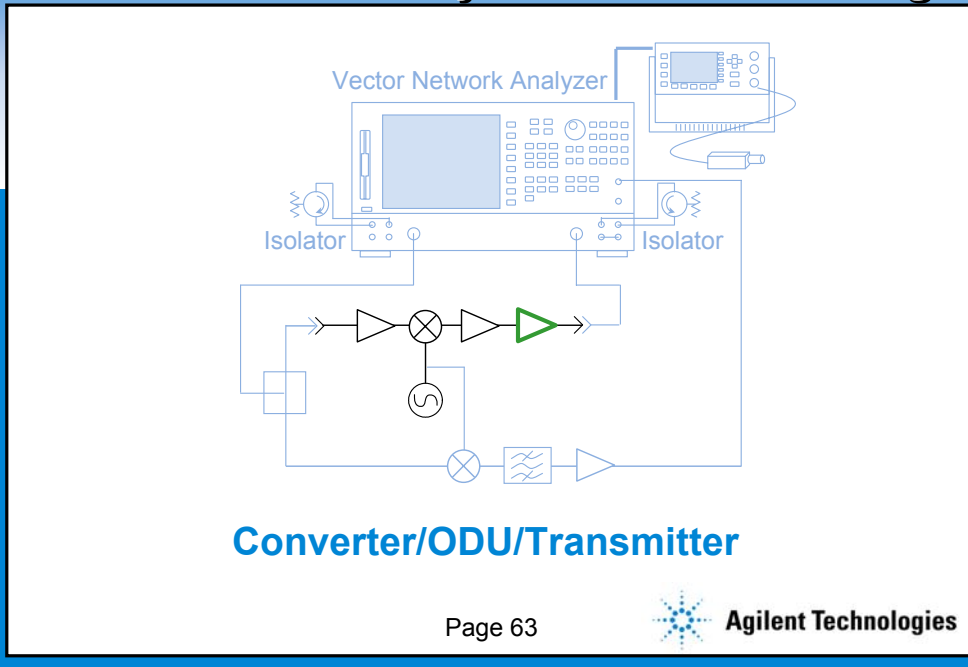 Vector Network Analyzer
Isolator
Isolator
Converter/ODU/Transmitter
Page 63
Agilent Technologies